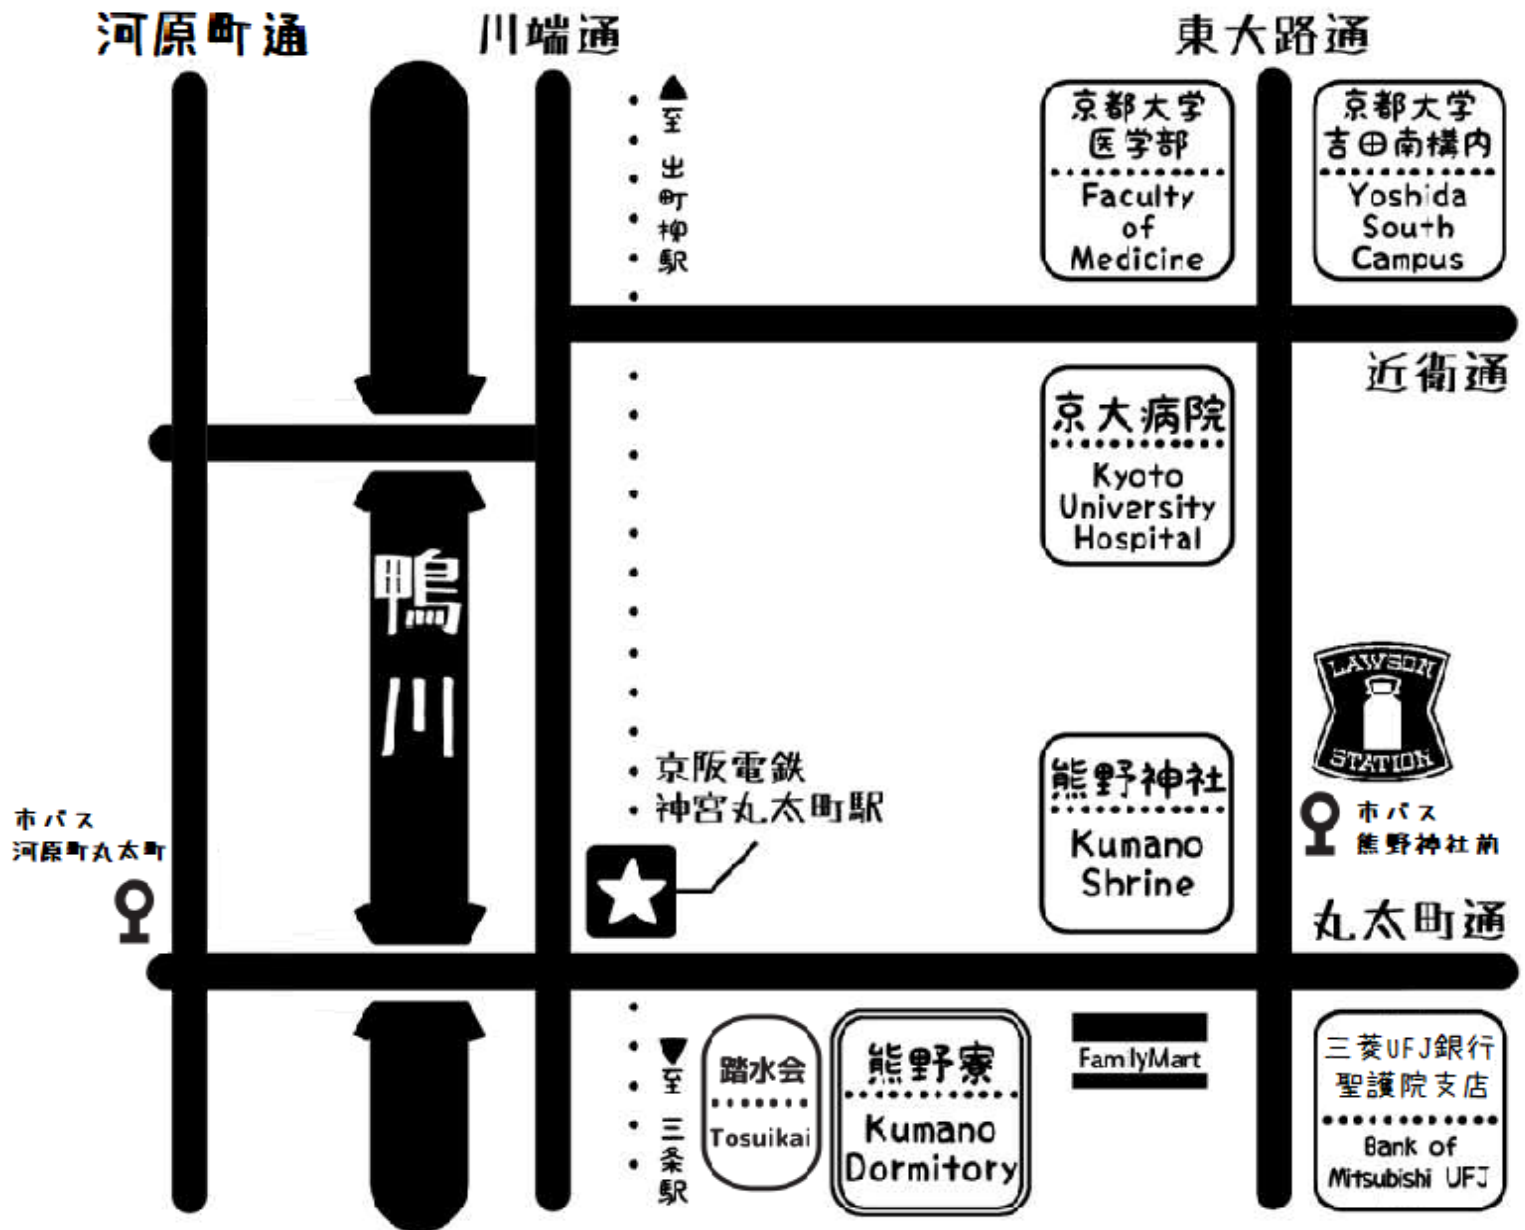 河原町通
川端通
東大路通
至 出町柳駅
京都大学
医学部
Faculty
of
Medicine
京都大学
吉田南構内
Yoshida
South
Campus
近衛通
京大病院
Kyoto
University
Hospital
鴨川
LAWSON
STATION
京阪電鉄
神宮丸太町駅
熊野神社
Kumano
Shrine
市バス
熊野神社前
市バス
河原町丸太町
丸太町通
至 三条駅
踏水会
Tosuikai
熊野寮
Kumano
Dormitory
FamilyMart
三菱UFJ銀行
聖護院支店
Bank of
Mitsubishi UFJ